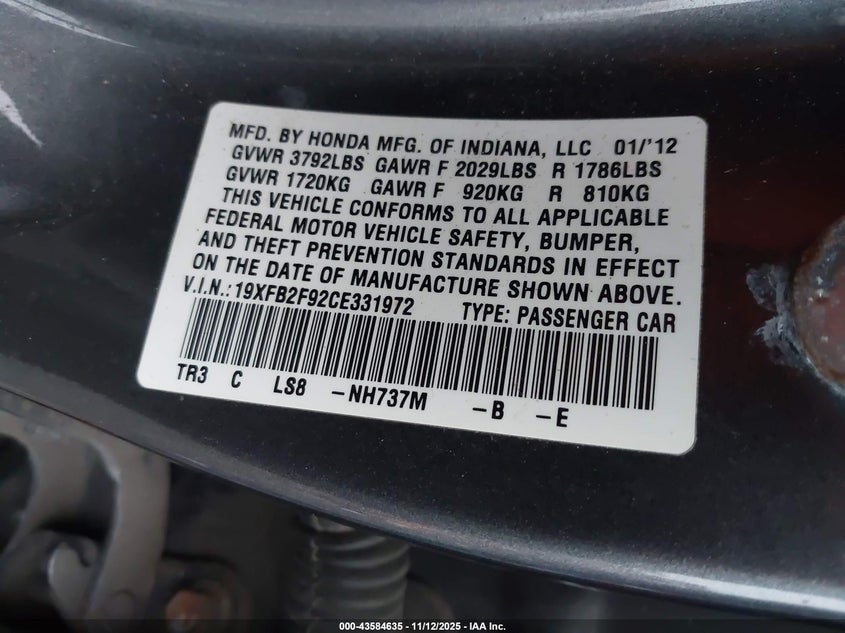 MFD. BY HONDA MFG. OF INDIANA, LLC 01/'12
GVWR 3792LBS GAWR F 2029LBS R 1786LBS
GVWR 1720KG GAWR F 920KG R 810KG
THIS VEHICLE CONFORMS TO ALL APPLICABLE
FEDERAL MOTOR VEHICLE SAFETY, BUMPER,
AND THEFT PREVENTION STANDARDS IN EFFECT
ON THE DATE OF MANUFACTURE SHOWN ABOVE.
V.I.N.:19XFB2F92CE331972 TYPE: PASSENGER CAR
TR3 C LS8 -NH737M -B -E
000-43584635 - 11/12/2025 - IAA Inc.